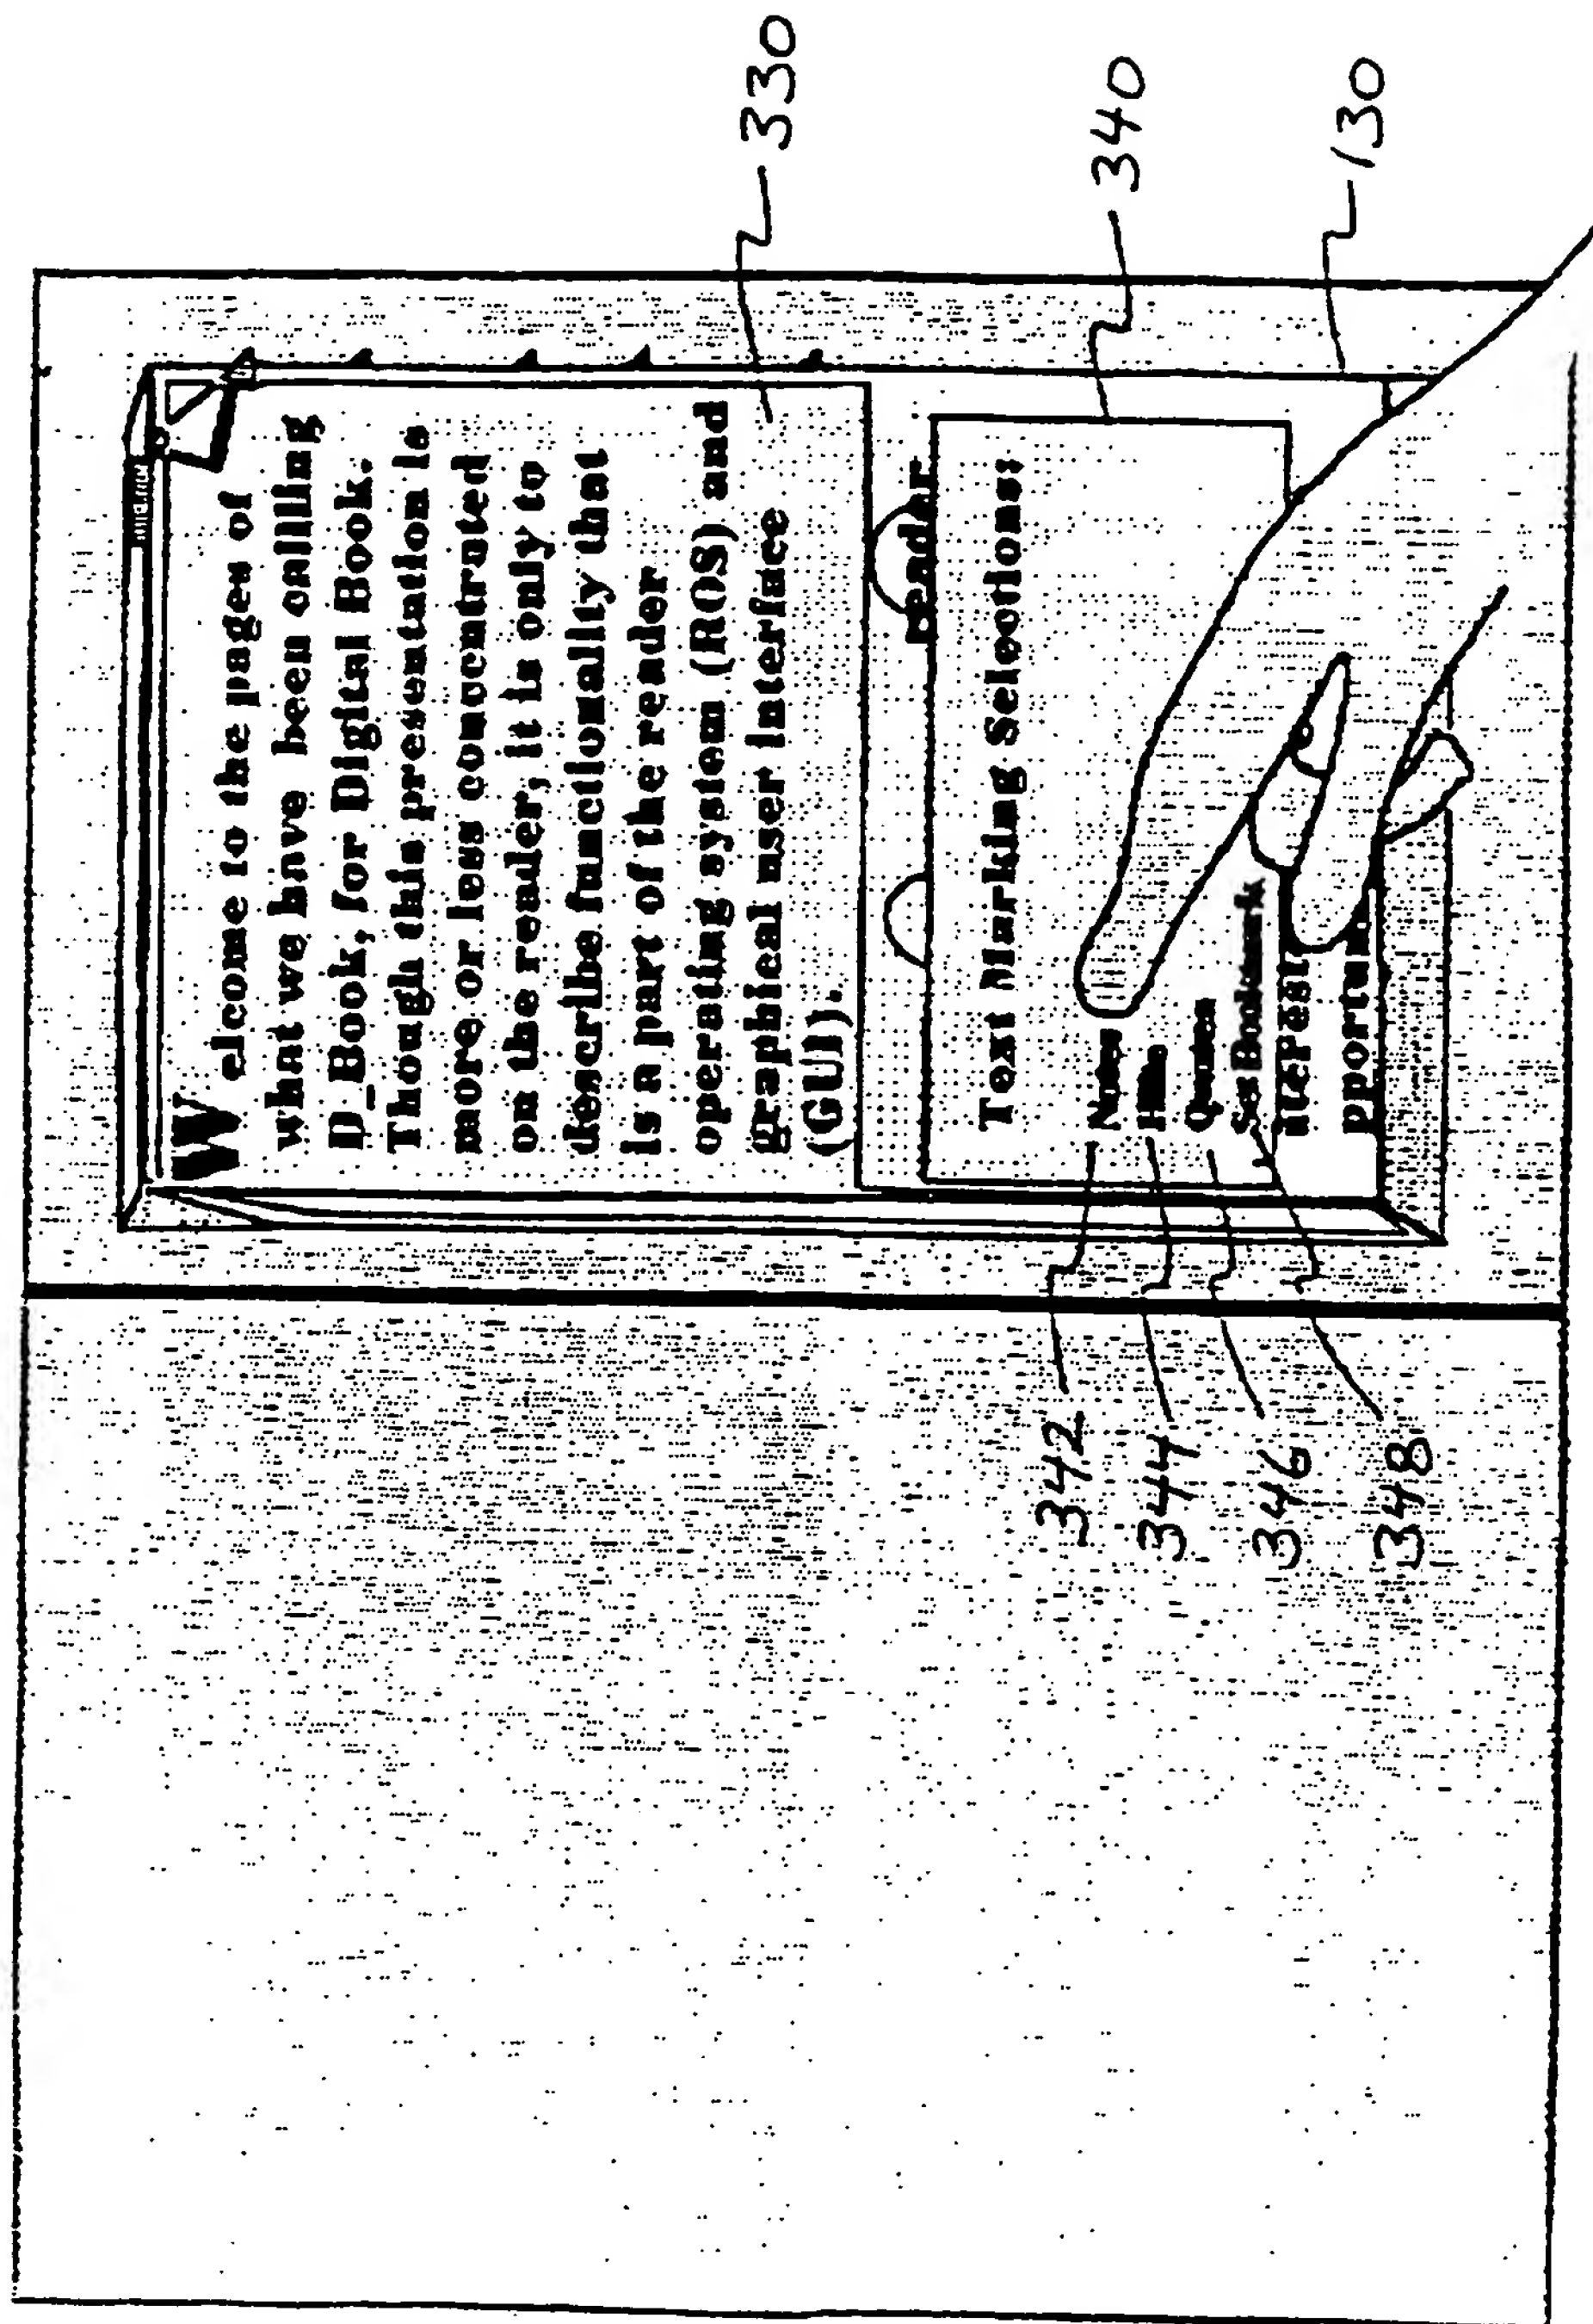 Welcome to the pages of
what we have been calling
D_Book, for Digital Book.
Though this presentation is
more or less concentrated
on the reader, it is only to
describe functionality that
is a part of the reader
operating system (ROS) and
graphical user interface
(GUI).
reader
Text Marking Selections:
Notes
Quotes
Set Bookmark
nteres
pportun
330
340
130
342
344
346
348